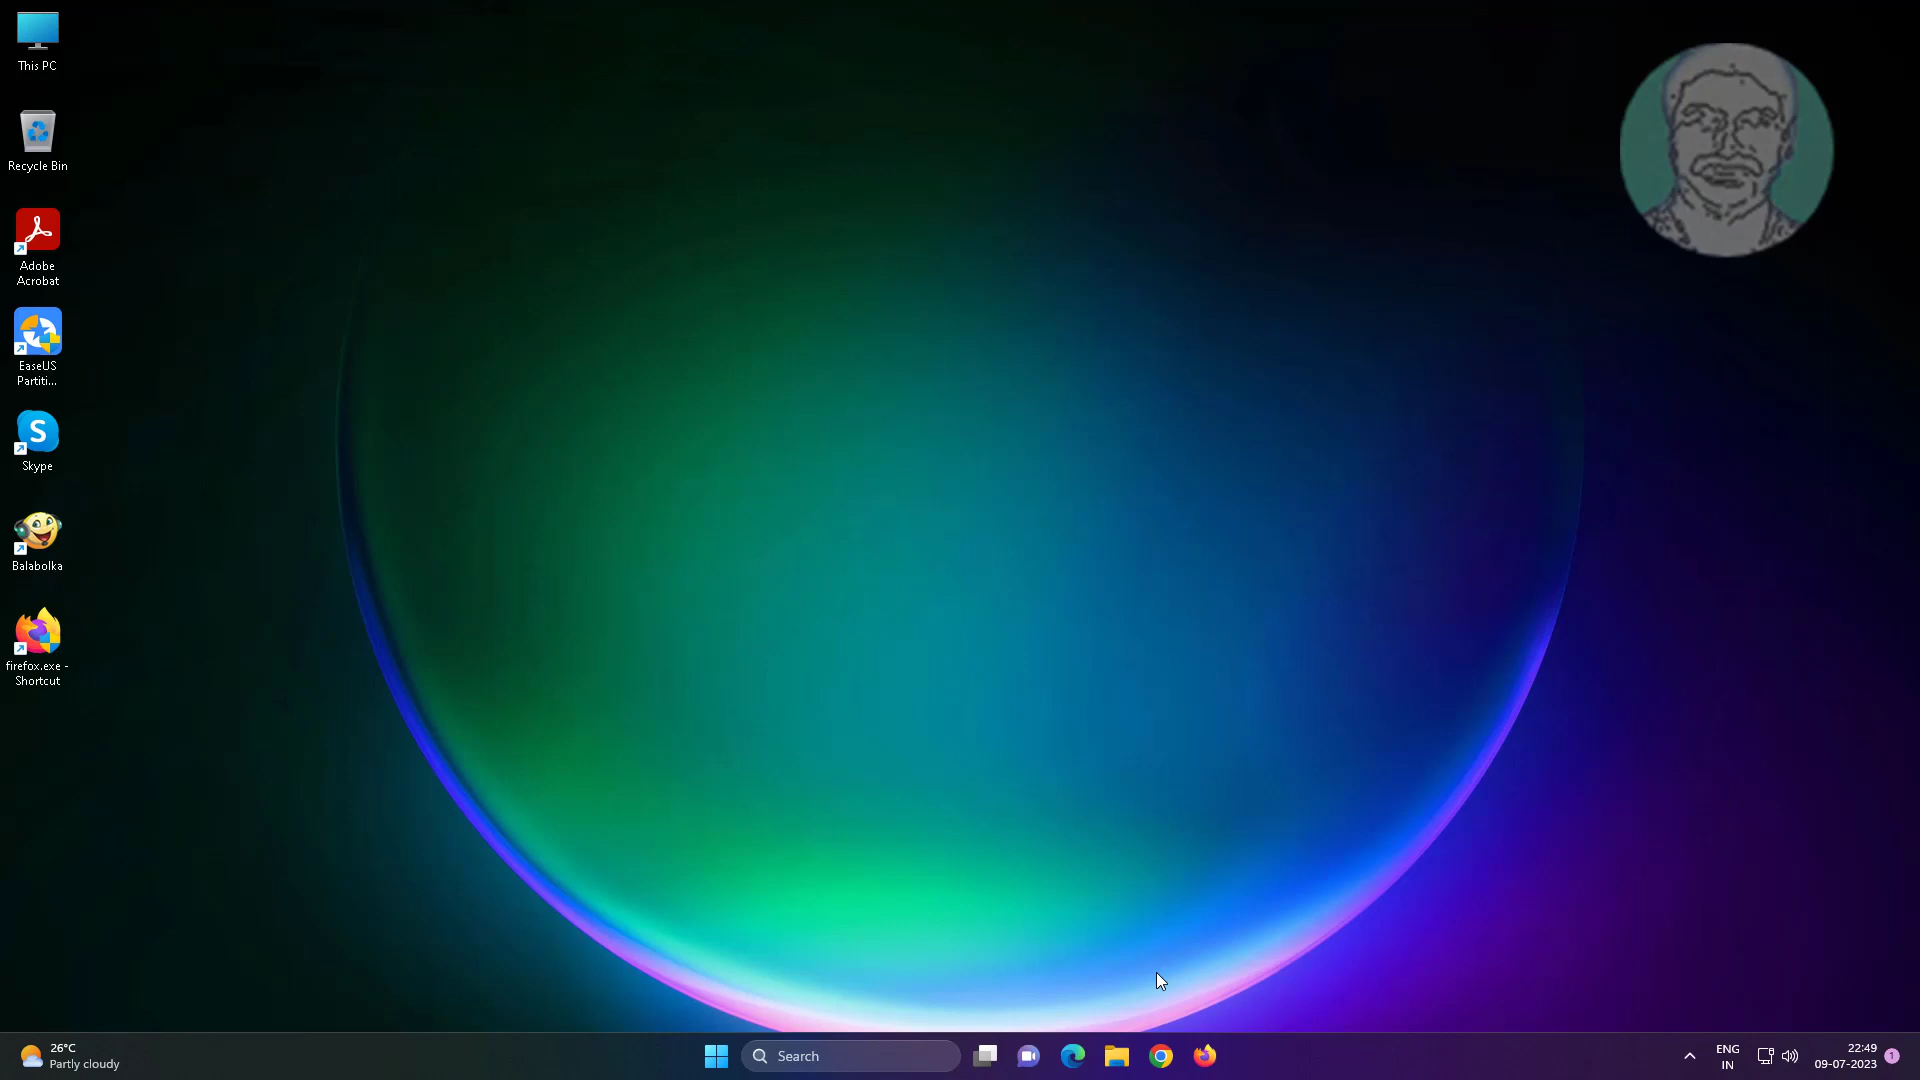 This PC
Recycle Bin
Adobe
Acrobat
EaseUS
Partiti...
S
Skype
Balabolka
firefox.exe -
Shortcut
26°C
Partly cloudy
Search
ENG
IN
22:49
09-07-2023
1